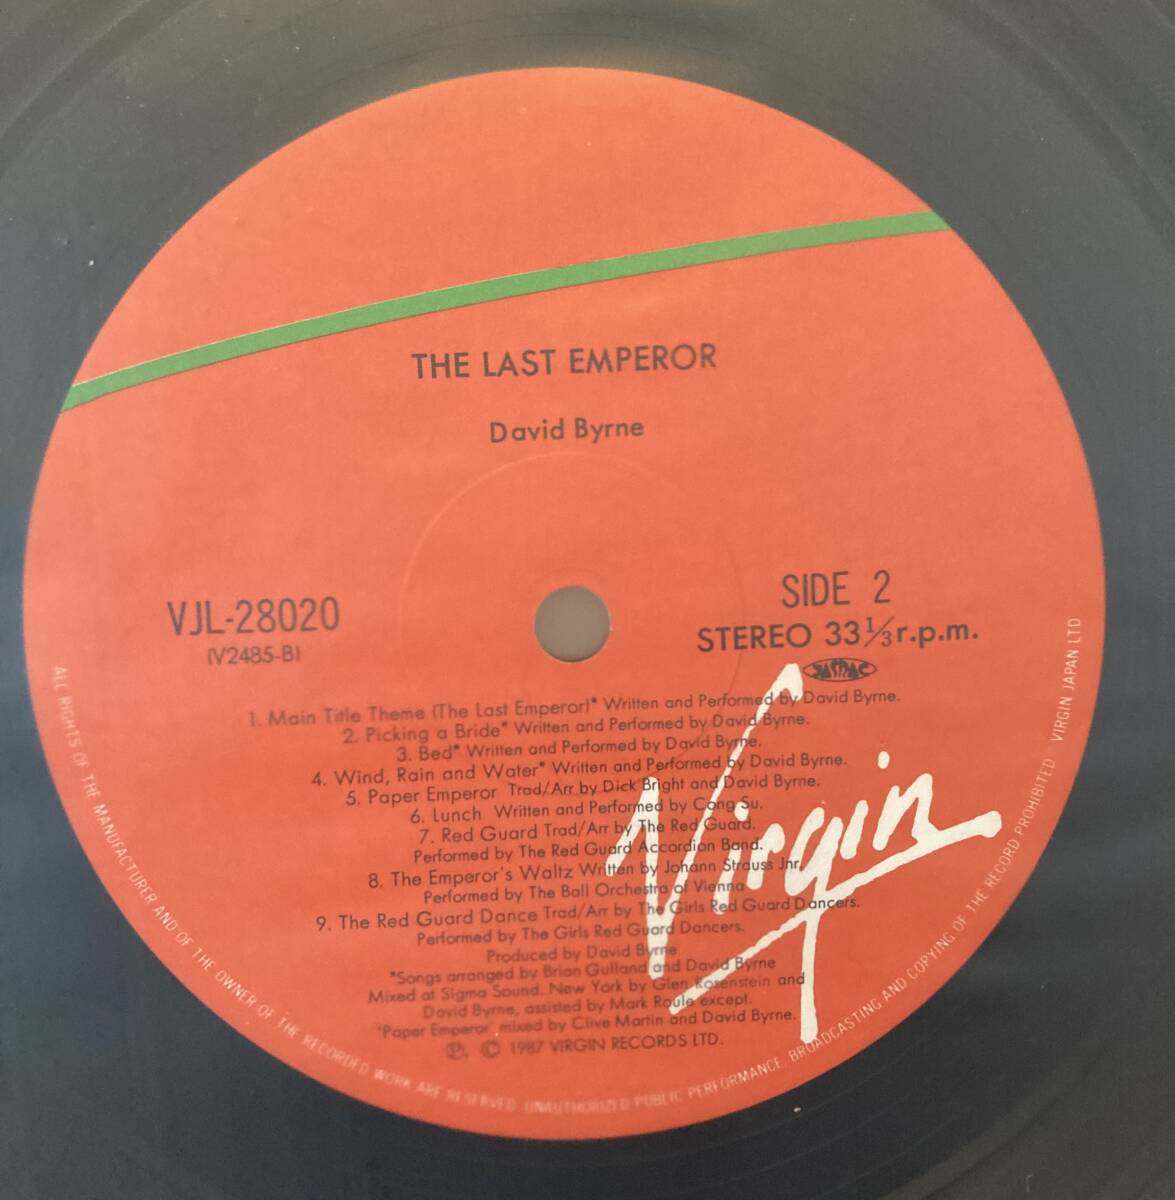 THE LAST EMPEROR
David Byrne
VJL-28020
(V2485-B)
SIDE 2
STEREO 33 1/3 r.p.m.
1. Main Title Theme (The Last Emperor)* Written and Performed by David Byrne.
2. Picking a Bride* Written and Performed by David Byrne.
3. Bed* Written and Performed by David Byrne.
4. Wind, Rain and Water* Written and Performed by David Byrne.
5. Paper Emperor Trad/Arr by Dick Bright and David Byrne.
6. Lunch Written and Performed by Cong Su.
7. Red Guard Trad/Arr by The Red Guard.
Performed by The Red Guard Accordion Band.
8. The Emperor's Waltz Written by Johann Strauss Jnr.
Performed by The Ball Orchestra of Vienna
9. The Red Guard Dance Trad/Arr by The Girls Red Guard Dancers.
Performed by The Girls Red Guard Dancers.
Produced by David Byrne
*Songs arranged by Brian Gulland and David Byrne
Mixed at Sigma Sound. New York by Glen Rosenstein and
David Byrne, assisted by Mark Roule except.
'Paper Emperor' mixed by Clive Martin and David Byrne.
℗. © 1987 VIRGIN RECORDS LTD.
Virgin
ALL RIGHTS OF THE MANUFACTURER AND OF THE OWNER OF THE RECORDED WORK ARE RESERVED UNAUTHORIZED PUBLIC PERFORMANCE. BROADCASTING AND COPYING OF THE RECORD PROHIBITED VIRGIN JAPAN LTD